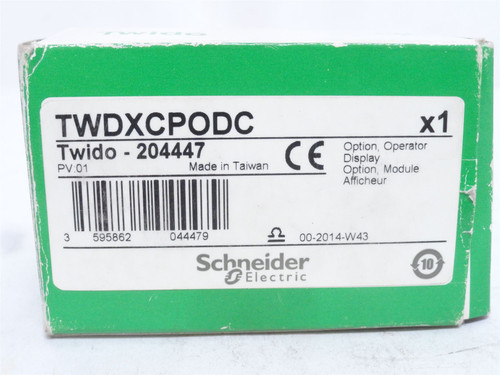 TWDXCPODC x1
Twido - 204447
PV.01 Made in Taiwan
CE
Option, Operator
Display
Option, Module
Afficheur
3 595862 044479
00-2014-W43
Schneider
Electric
10